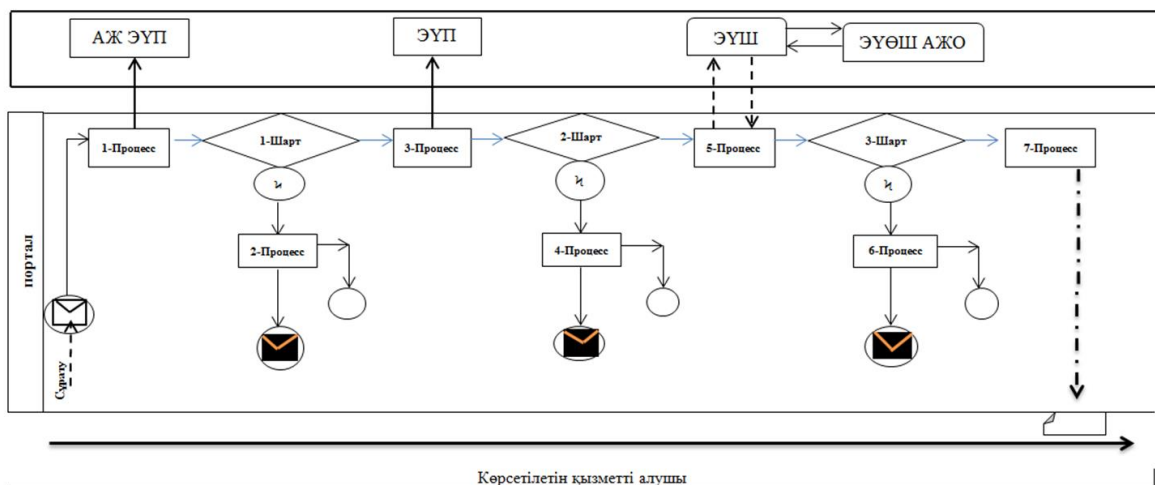 АЖ ЭҮП
ЭҮП
ЭҮШ
ЭҮӨШ АЖО
1-Процесс
1-Шарт
3-Процесс
2-Шарт
5-Процесс
3-Шарт
7-Процесс
2-Процесс
4-Процесс
6-Процесс
портал
Сұрату
Көрсетілетін қызметті алушы